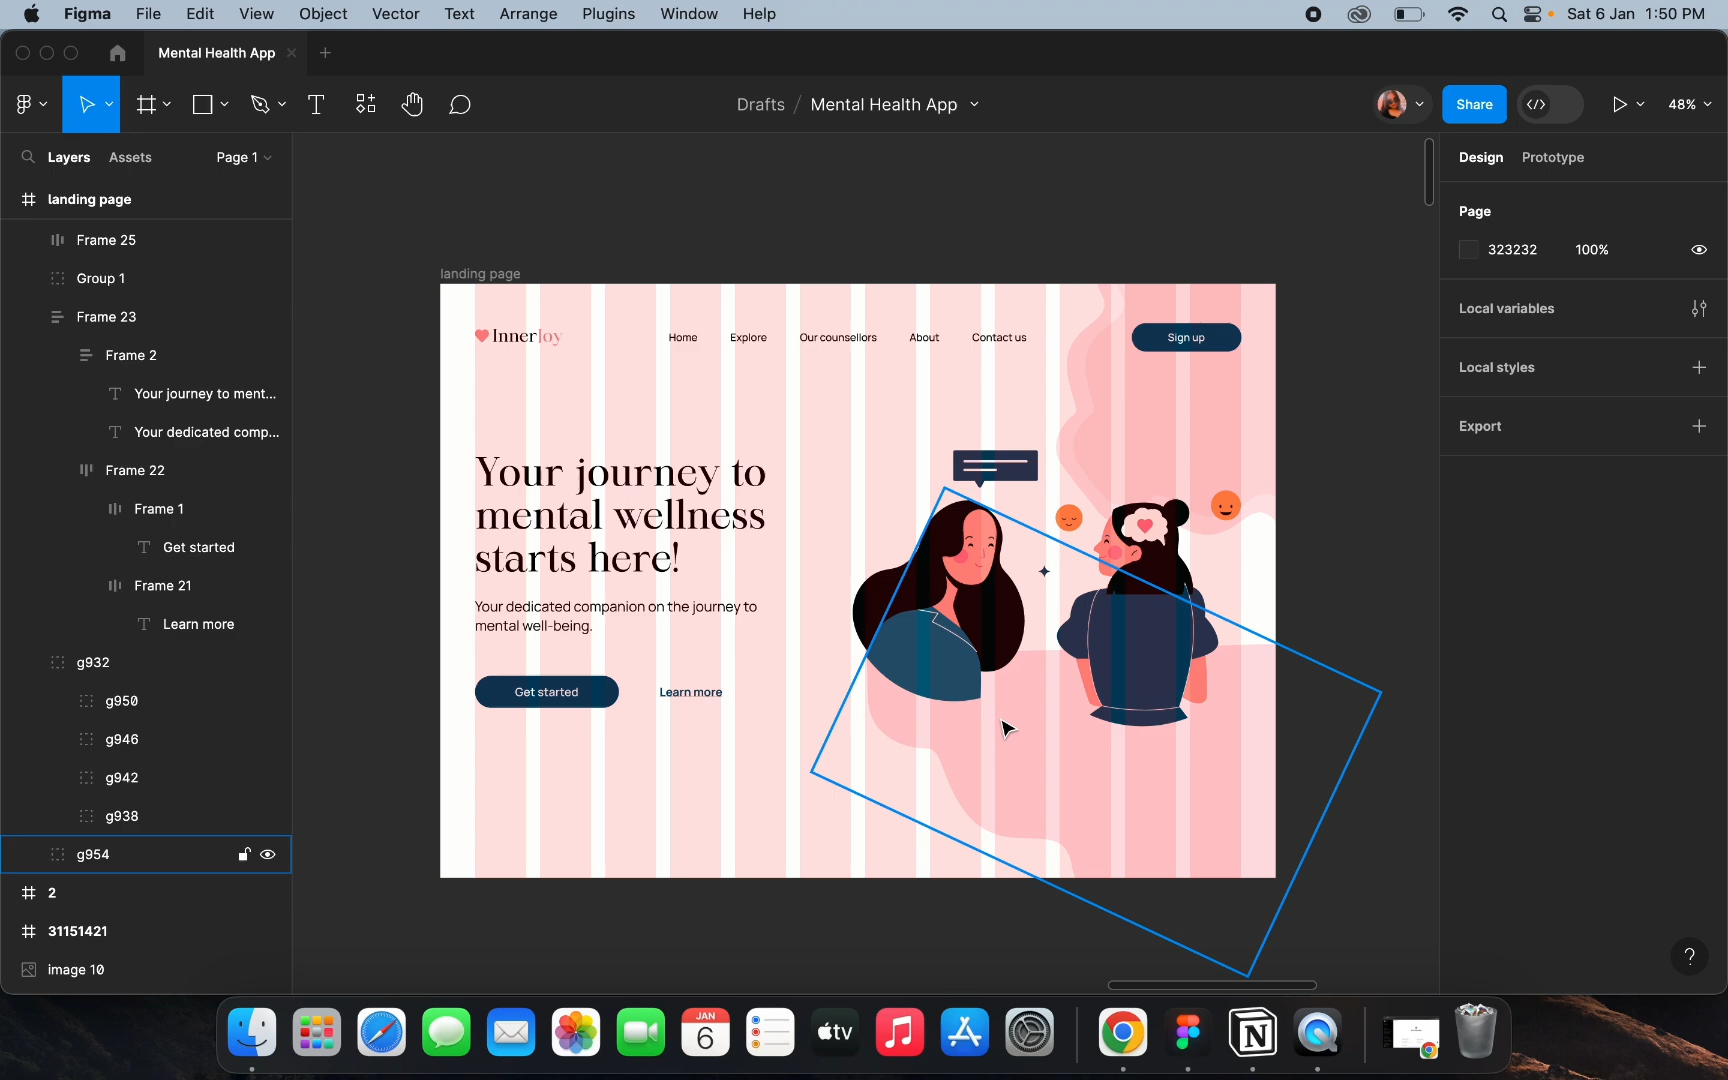 Figma File Edit View Object Vector Text Arrange Plugins Window Help Sat 6 Jan 1:50 PM
Mental Health App
Drafts / Mental Health App Share 48%
Layers Assets Page 1
landing page
Frame 25
Group 1
Frame 23
Frame 2
Your journey to ment...
Your dedicated comp...
Frame 22
Frame 1
Get started
Frame 21
Learn more
g932
g950
g946
g942
g938
g954
2
31151421
image 10
landing page
InnerJoy Home Explore Our counsellors About Contact us Sign up
Your journey to
mental wellness
starts here!
Your dedicated companion on the journey to
mental well-being.
Get started Learn more
Design Prototype
Page
323232 100%
Local variables
Local styles
Export
?
JAN
6
tv